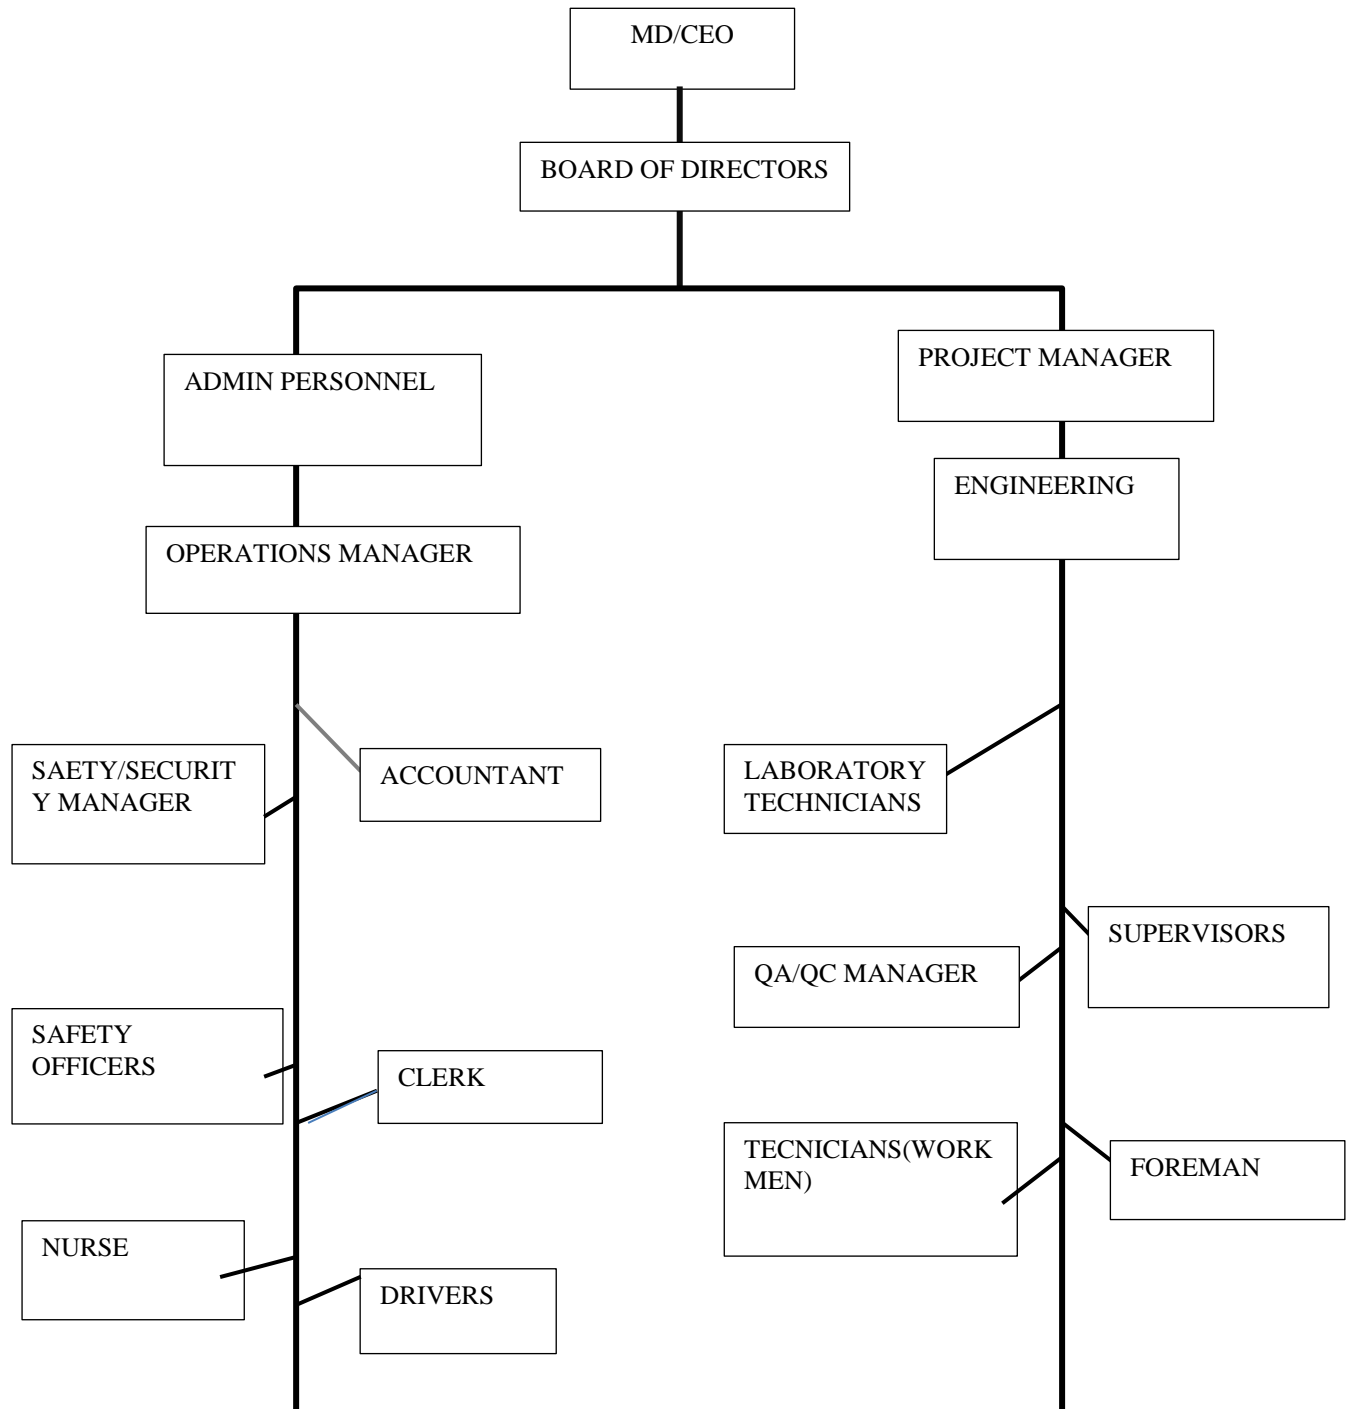 MD/CEO
BOARD OF DIRECTORS
ADMIN PERSONNEL
PROJECT MANAGER
ENGINEERING
OPERATIONS MANAGER
SAETY/SECURIT
Y MANAGER
ACCOUNTANT
LABORATORY
TECHNICIANS
SUPERVISORS
QA/QC MANAGER
SAFETY
OFFICERS
CLERK
TECNICIANS(WORK
MEN)
FOREMAN
NURSE
DRIVERS